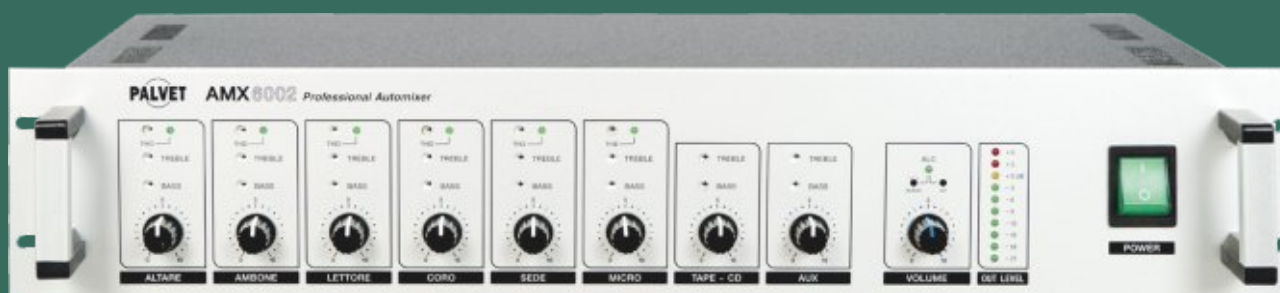 PALVET AMX6002 Professional Automixer
THD THD THD THD THD THD
TREBLE TREBLE TREBLE TREBLE TREBLE TREBLE TREBLE TREBLE ALC
BASS BASS BASS BASS BASS BASS BASS BASS
ALTARE AMBONE LETTORE CORO SEDE MICRO TAPE - CD AUX VOLUME OUT LEVEL
I
O
POWER